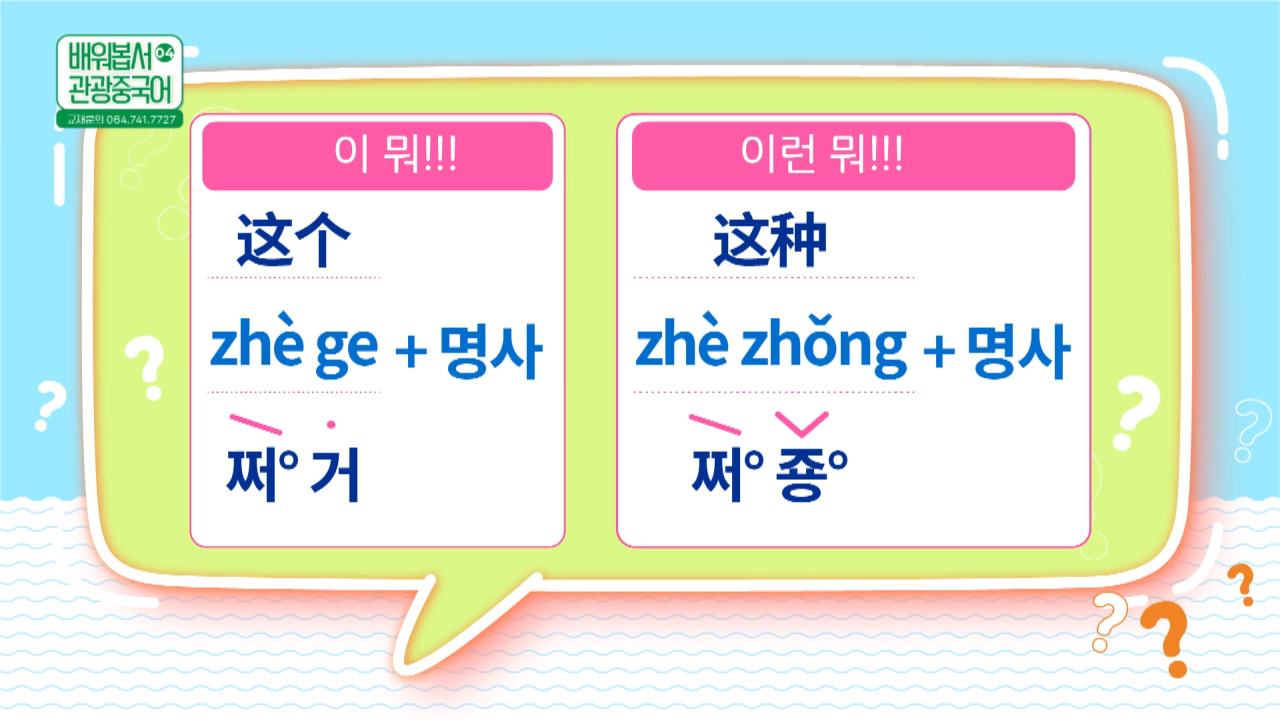 배워봅서 04
관광중국어
교재문의 064.741.7727
이 뭐!!!
这个
zhè ge + 명사
쩌° 거
이런 뭐!!!
这种
zhè zhǒng + 명사
쩌° 죵°